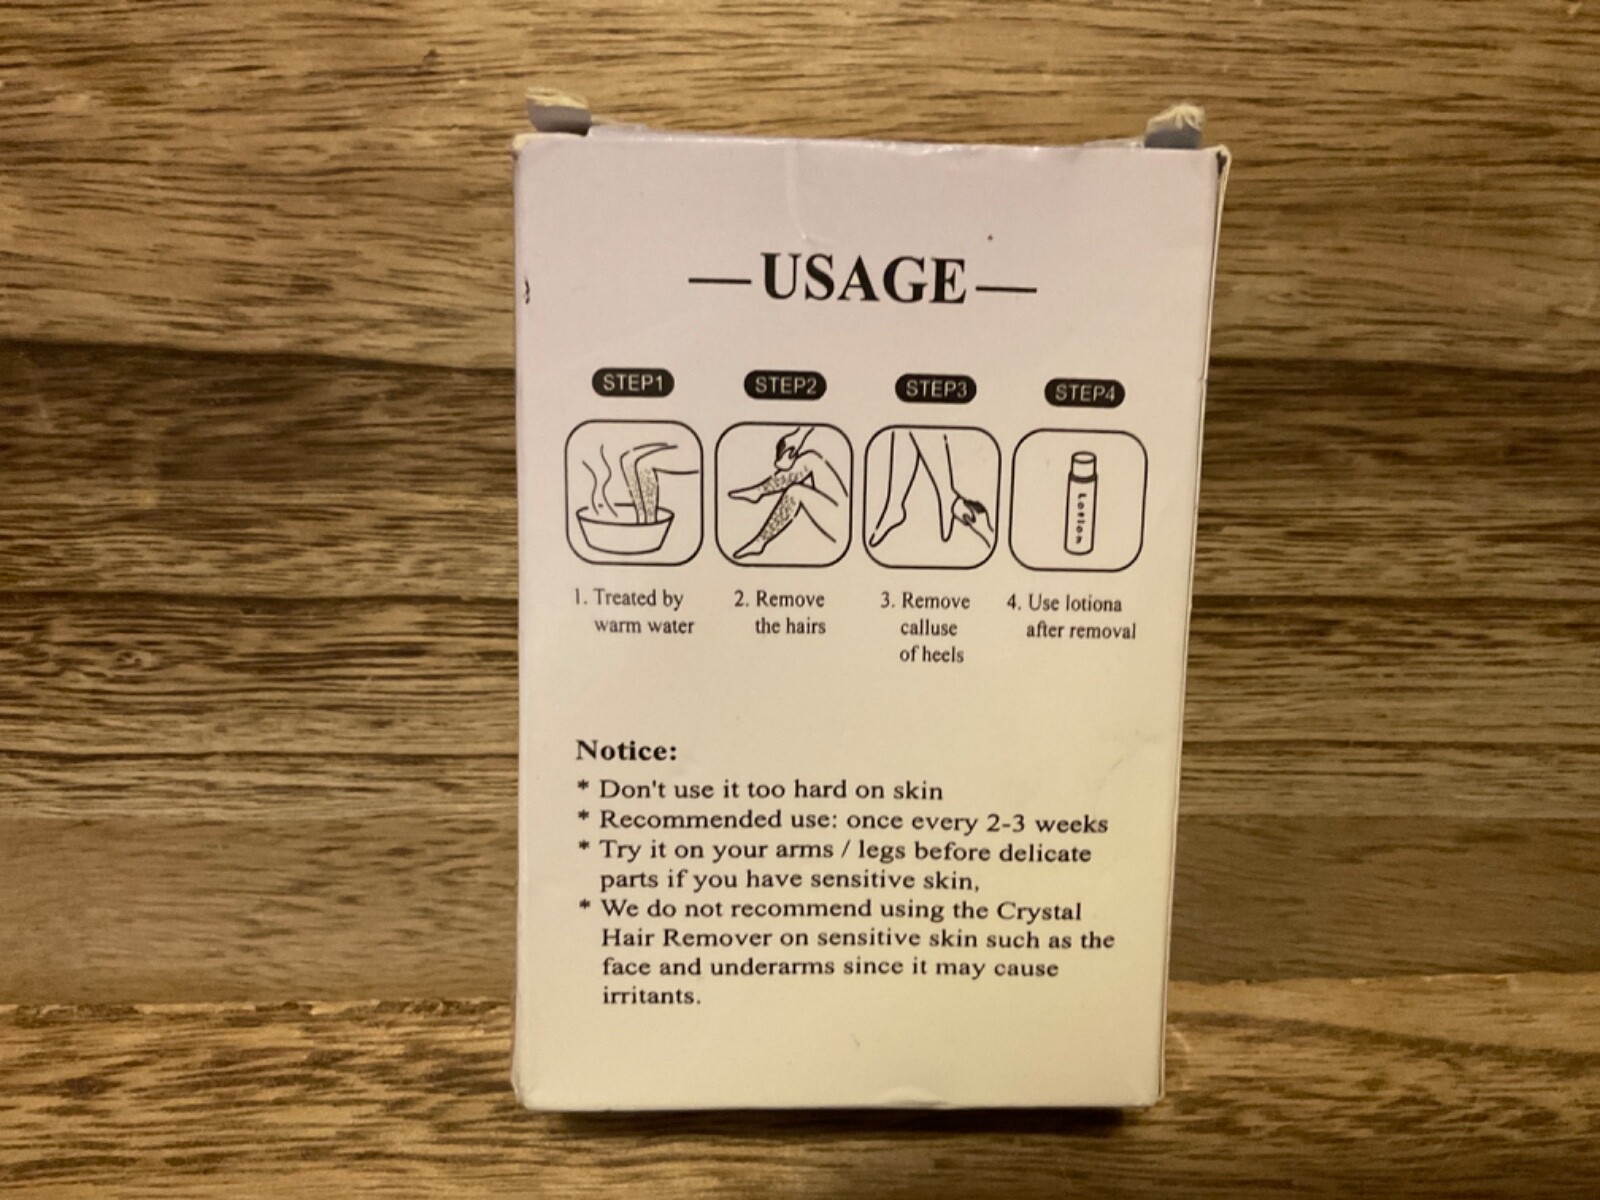 —USAGE—
STEP1 STEP2 STEP3 STEP4
Lotion
1. Treated by
warm water
2. Remove
the hairs
3. Remove
calluse
of heels
4. Use lotiona
after removal
Notice:
* Don't use it too hard on skin
* Recommended use: once every 2-3 weeks
* Try it on your arms / legs before delicate
parts if you have sensitive skin,
* We do not recommend using the Crystal
Hair Remover on sensitive skin such as the
face and underarms since it may cause
irritants.